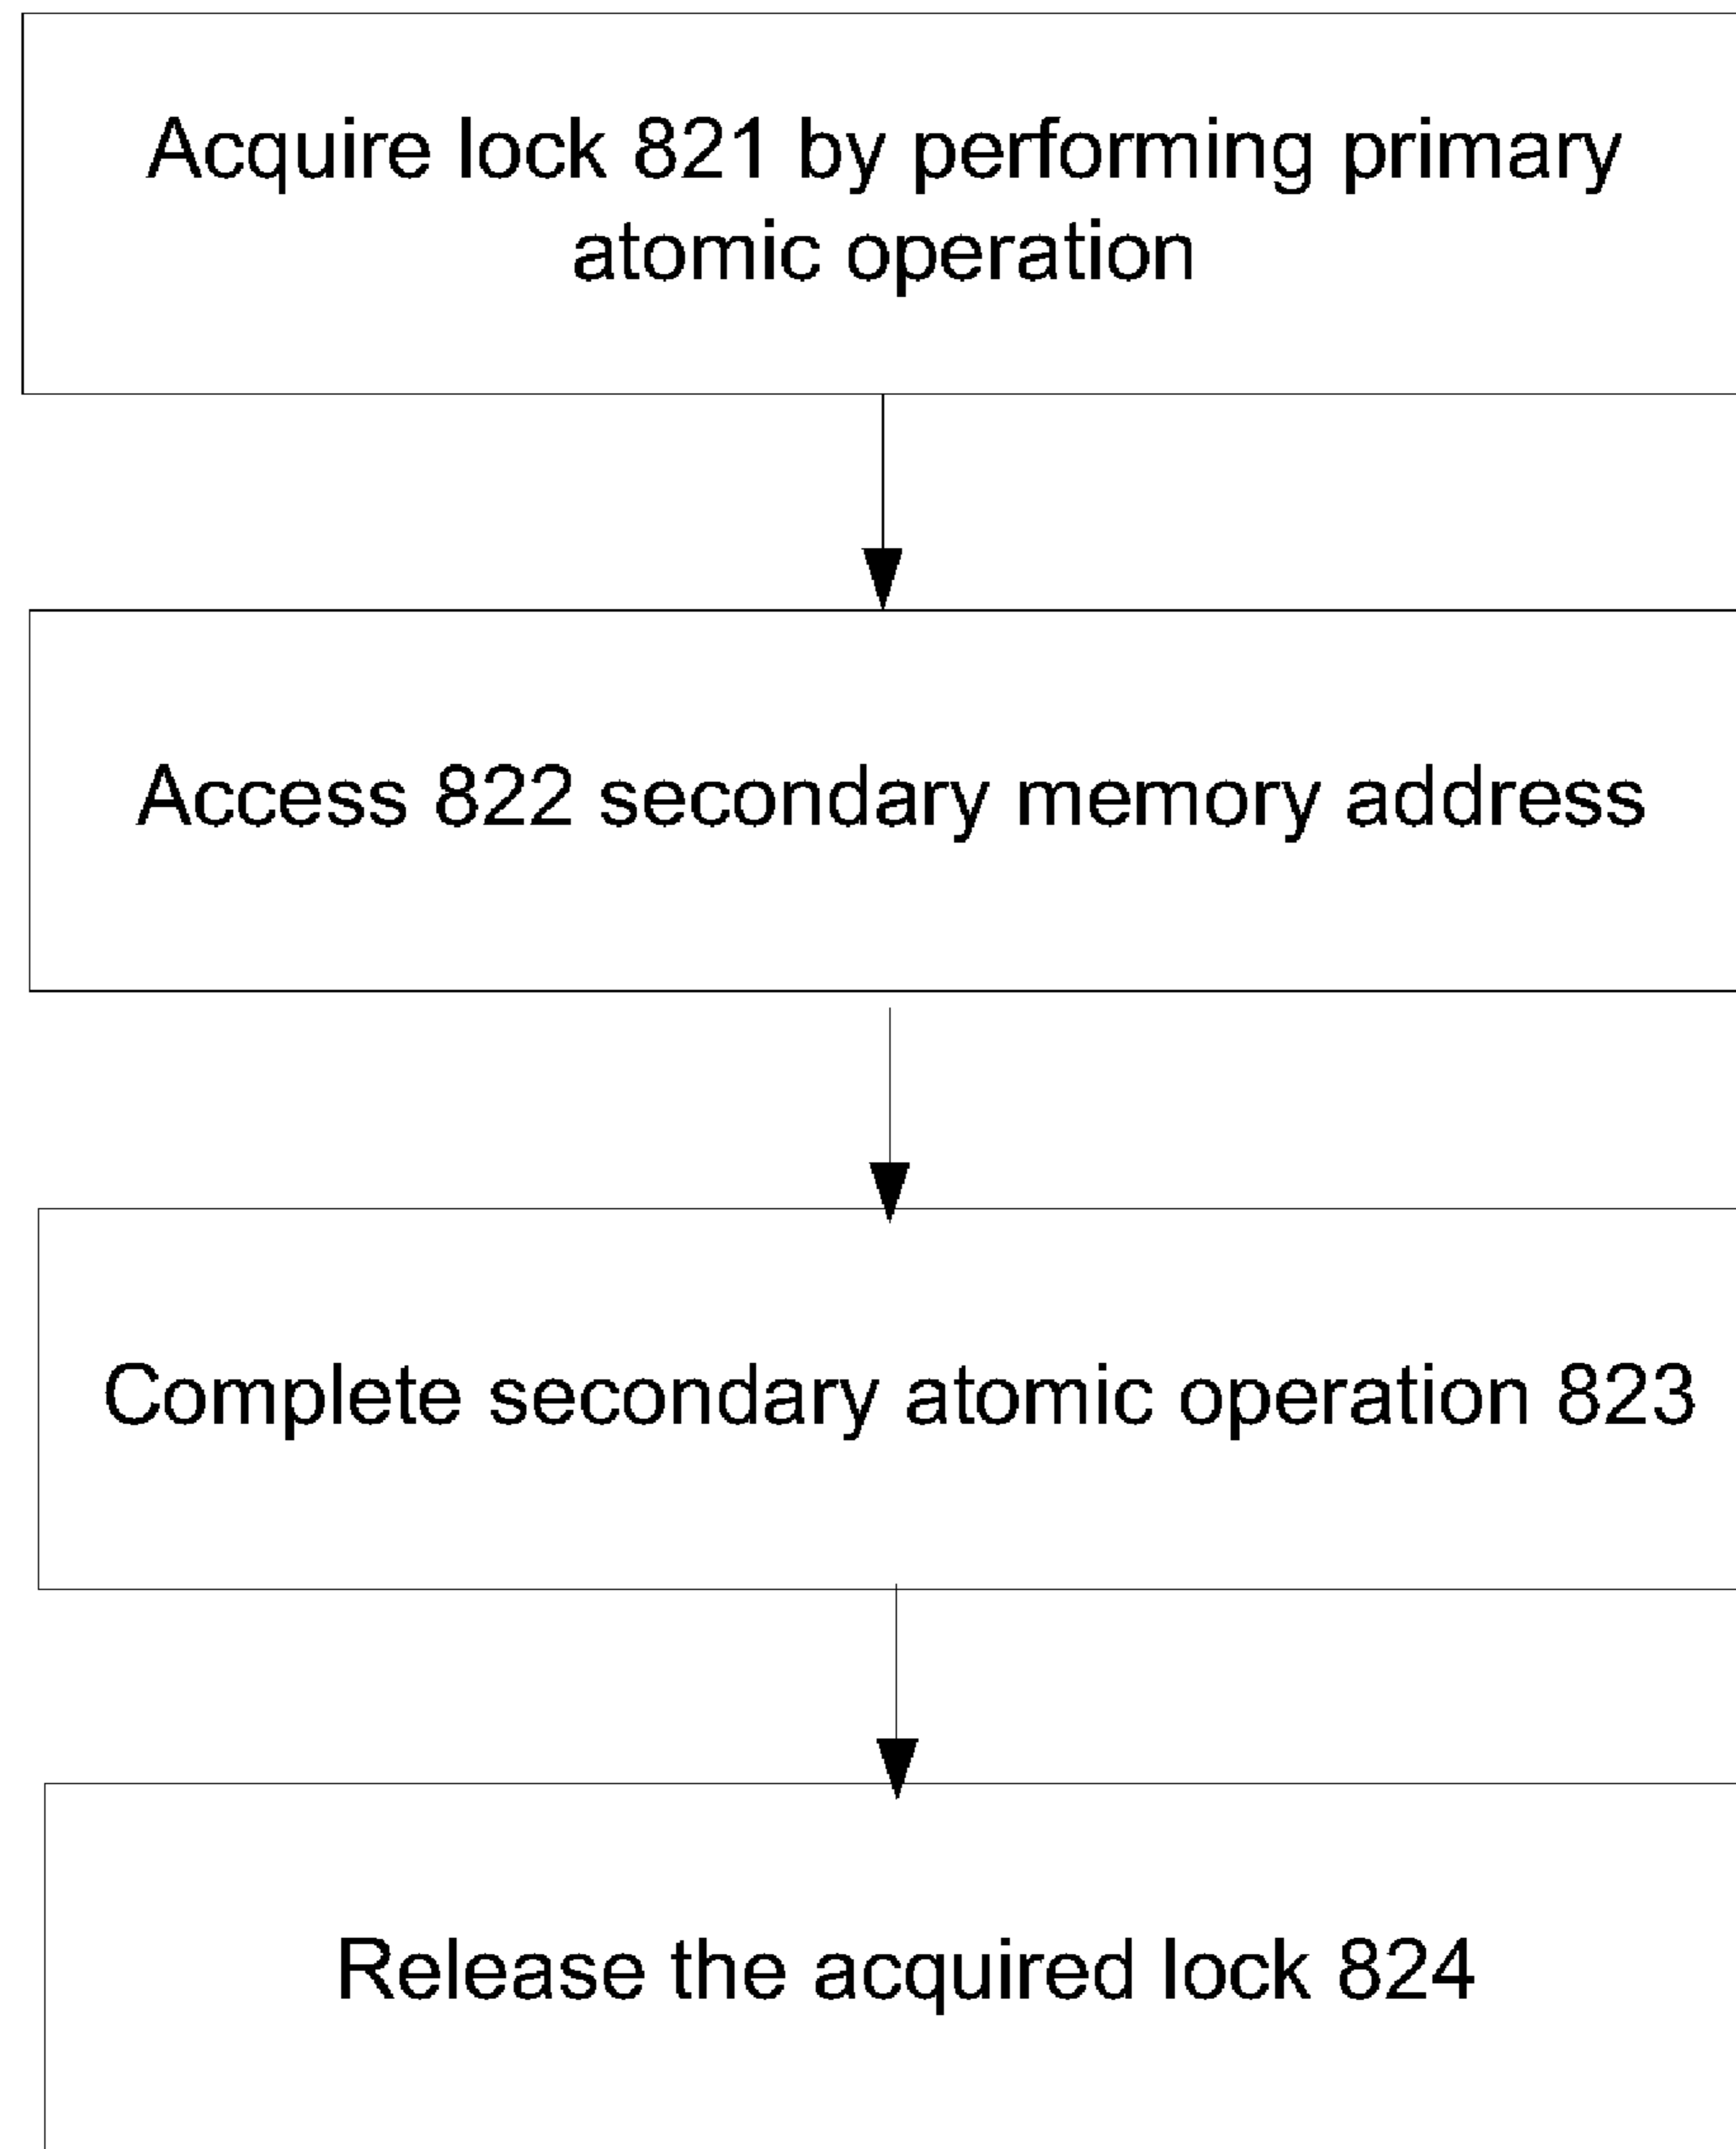 Acquire lock 821 by performing primary
atomic operation
Access 822 secondary memory address
Complete secondary atomic operation 823
Release the acquired lock 824